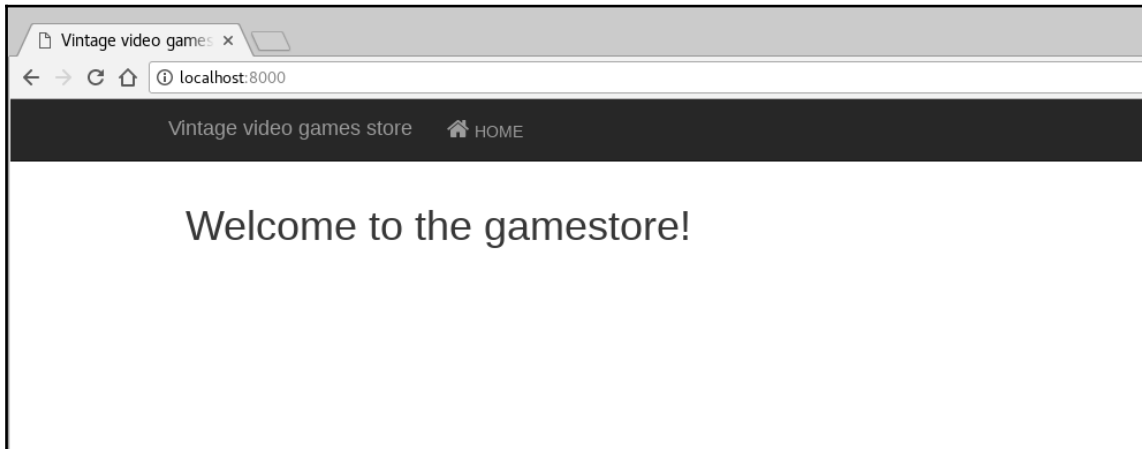 Vintage video games
localhost:8000
Vintage video games store HOME
Welcome to the gamestore!